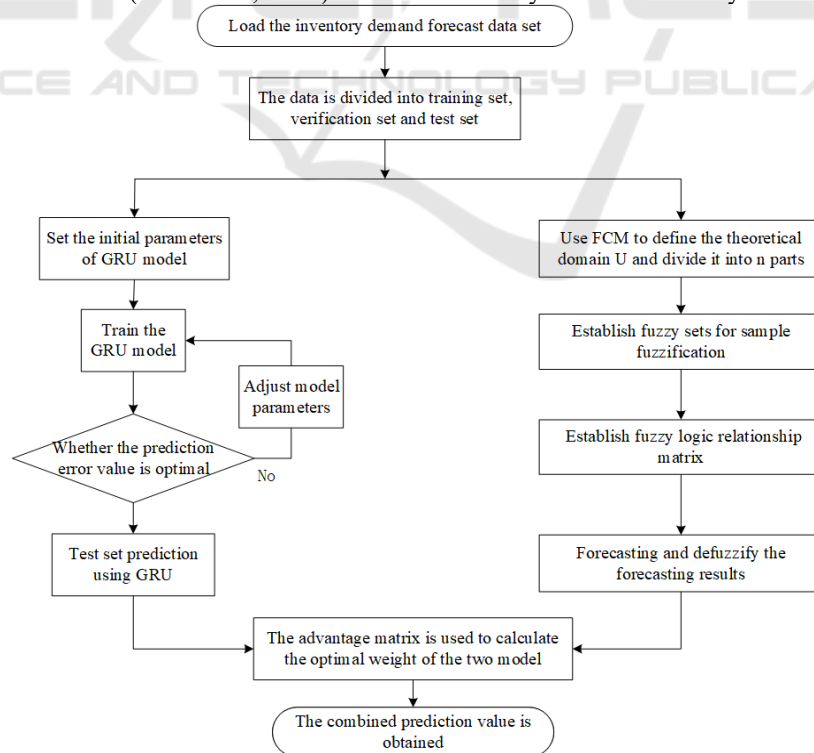 Load the inventory demand forecast data set
CE AND TECHNOLOGY PUBLICA
The data is divided into training set,
verification set and test set
Set the initial parameters
of GRU model
Train the
GRU model
Adjust model
parameters
Whether the prediction
error value is optimal
No
Test set prediction
using GRU
Use FCM to define the theoretical
domain U and divide it into n parts
Establish fuzzy sets for sample
fuzzification
Establish fuzzy logic relationship
matrix
Forecasting and defuzzify the
forecasting results
The advantage matrix is used to calculate
the optimal weight of the two model
The combined prediction value is
obtained